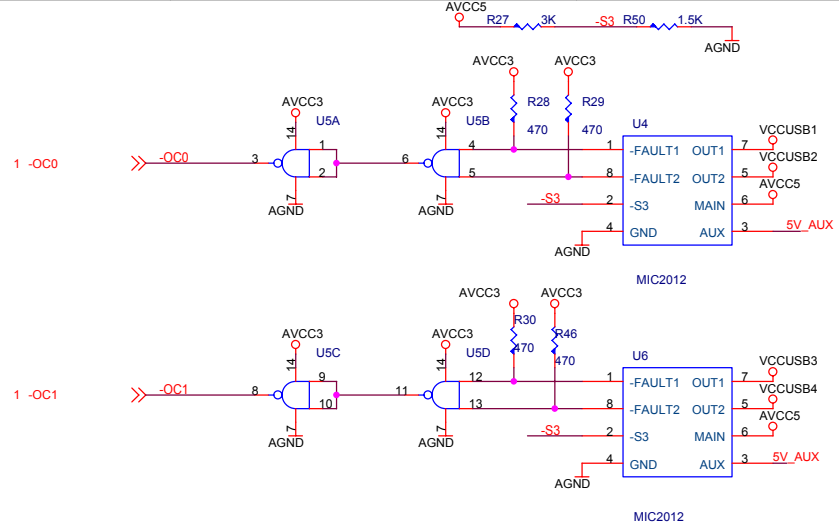 AVCC5
R27 3K -S3 R50 1.5K
AGND
AVCC3 AVCC3
AVCC3 U5A AVCC3 U5B R28 R29 U4
470 470 VCCUSB1
14 1 14 4 1 -FAULT1 OUT1 7
1 -OC0 -OC0 3 6 VCCUSB2
2 5 8 -FAULT2 OUT2 5
AVCC5
7 7 -S3 2 -S3 MAIN 6
AGND AGND 4 GND AUX 3 5V_AUX
AGND
MIC2012
AVCC3 AVCC3
AVCC3 U5C AVCC3 U5D R30 R46 U6
470 470 VCCUSB3
14 9 14 12 1 -FAULT1 OUT1 7
1 -OC1 -OC1 8 11 VCCUSB4
10 13 8 -FAULT2 OUT2 5
AVCC5
7 7 -S3 2 -S3 MAIN 6
AGND AGND 4 GND AUX 3 5V_AUX
AGND
MIC2012